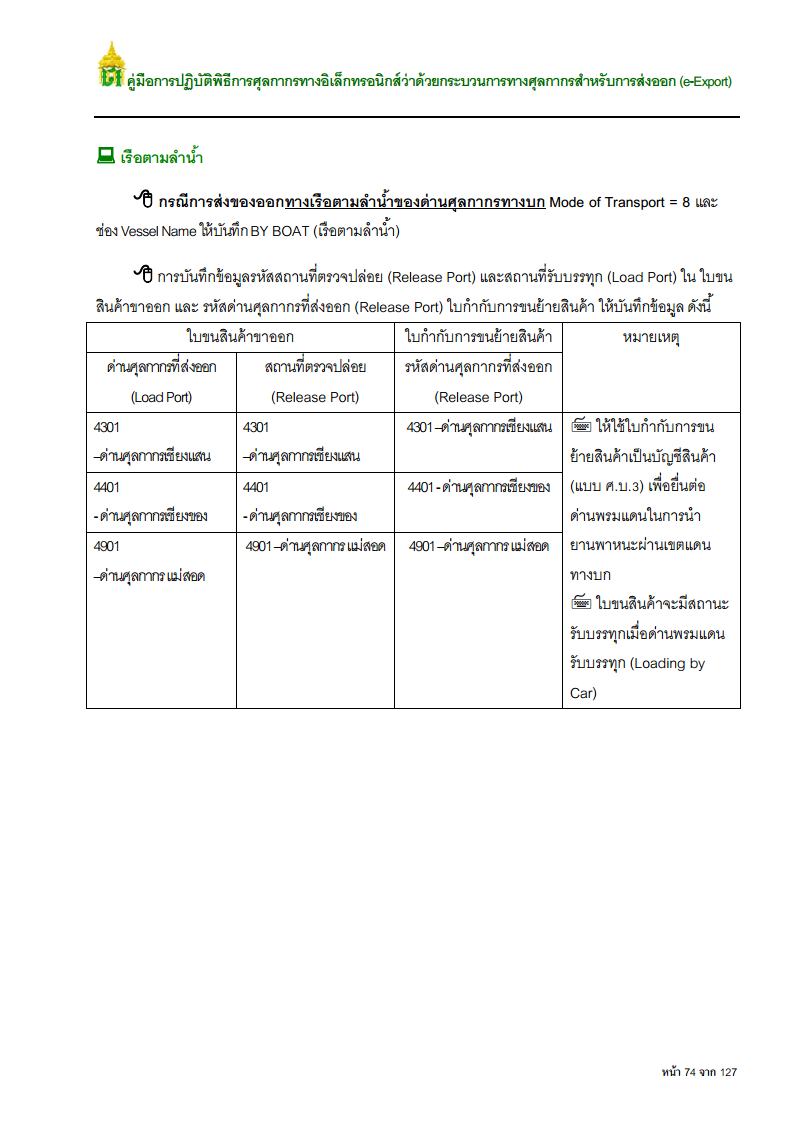 คู่มือการปฏิบัติพิธีการศุลกากรทางอิเล็กทรอนิกส์ว่าด้วยกระบวนการทางศุลกากรสำหรับการส่งออก (e-Export)
เรือตามลำน้ำ
กรณีการส่งของออกทางเรือตามลำน้ำของด่านศุลกากรทางบก Mode of Transport = 8 และ
ช่อง Vessel Name ให้บันทึก BY BOAT (เรือตามลำน้ำ)
การบันทึกข้อมูลรหัสสถานที่ตรวจปล่อย (Release Port) และสถานที่รับบรรทุก (Load Port) ใน ใบขน
สินค้าขาออก และ รหัสด่านศุลกากรที่ส่งออก (Release Port) ใบกำกับการขนย้ายสินค้า ให้บันทึกข้อมูล ดังนี้
ใบขนสินค้าขาออก
ใบกำกับการขนย้ายสินค้า
หมายเหตุ
ด่านศุลกากรที่ส่งออก
(Load Port)
สถานที่ตรวจปล่อย
(Release Port)
รหัสด่านศุลกากรที่ส่งออก
(Release Port)
4301
–ด่านศุลกากรเชียงแสน
4301
–ด่านศุลกากรเชียงแสน
4301–ด่านศุลกากรเชียงแสน
4401
- ด่านศุลกากรเชียงของ
4401
- ด่านศุลกากรเชียงของ
4401 - ด่านศุลกากรเชียงของ
4901
–ด่านศุลกากร แม่สอด
4901–ด่านศุลกากร แม่สอด
4901–ด่านศุลกากร แม่สอด
ให้ใช้ใบกำกับการขน
ย้ายสินค้าเป็นบัญชีสินค้า
(แบบ ศ.บ.3) เพื่อยื่นต่อ
ด่านพรมแดนในการนำ
ยานพาหนะผ่านเขตแดน
ทางบก
ใบขนสินค้าจะมีสถานะ
รับบรรทุกเมื่อด่านพรมแดน
รับบรรทุก (Loading by
Car)
หน้า 74 จาก 127